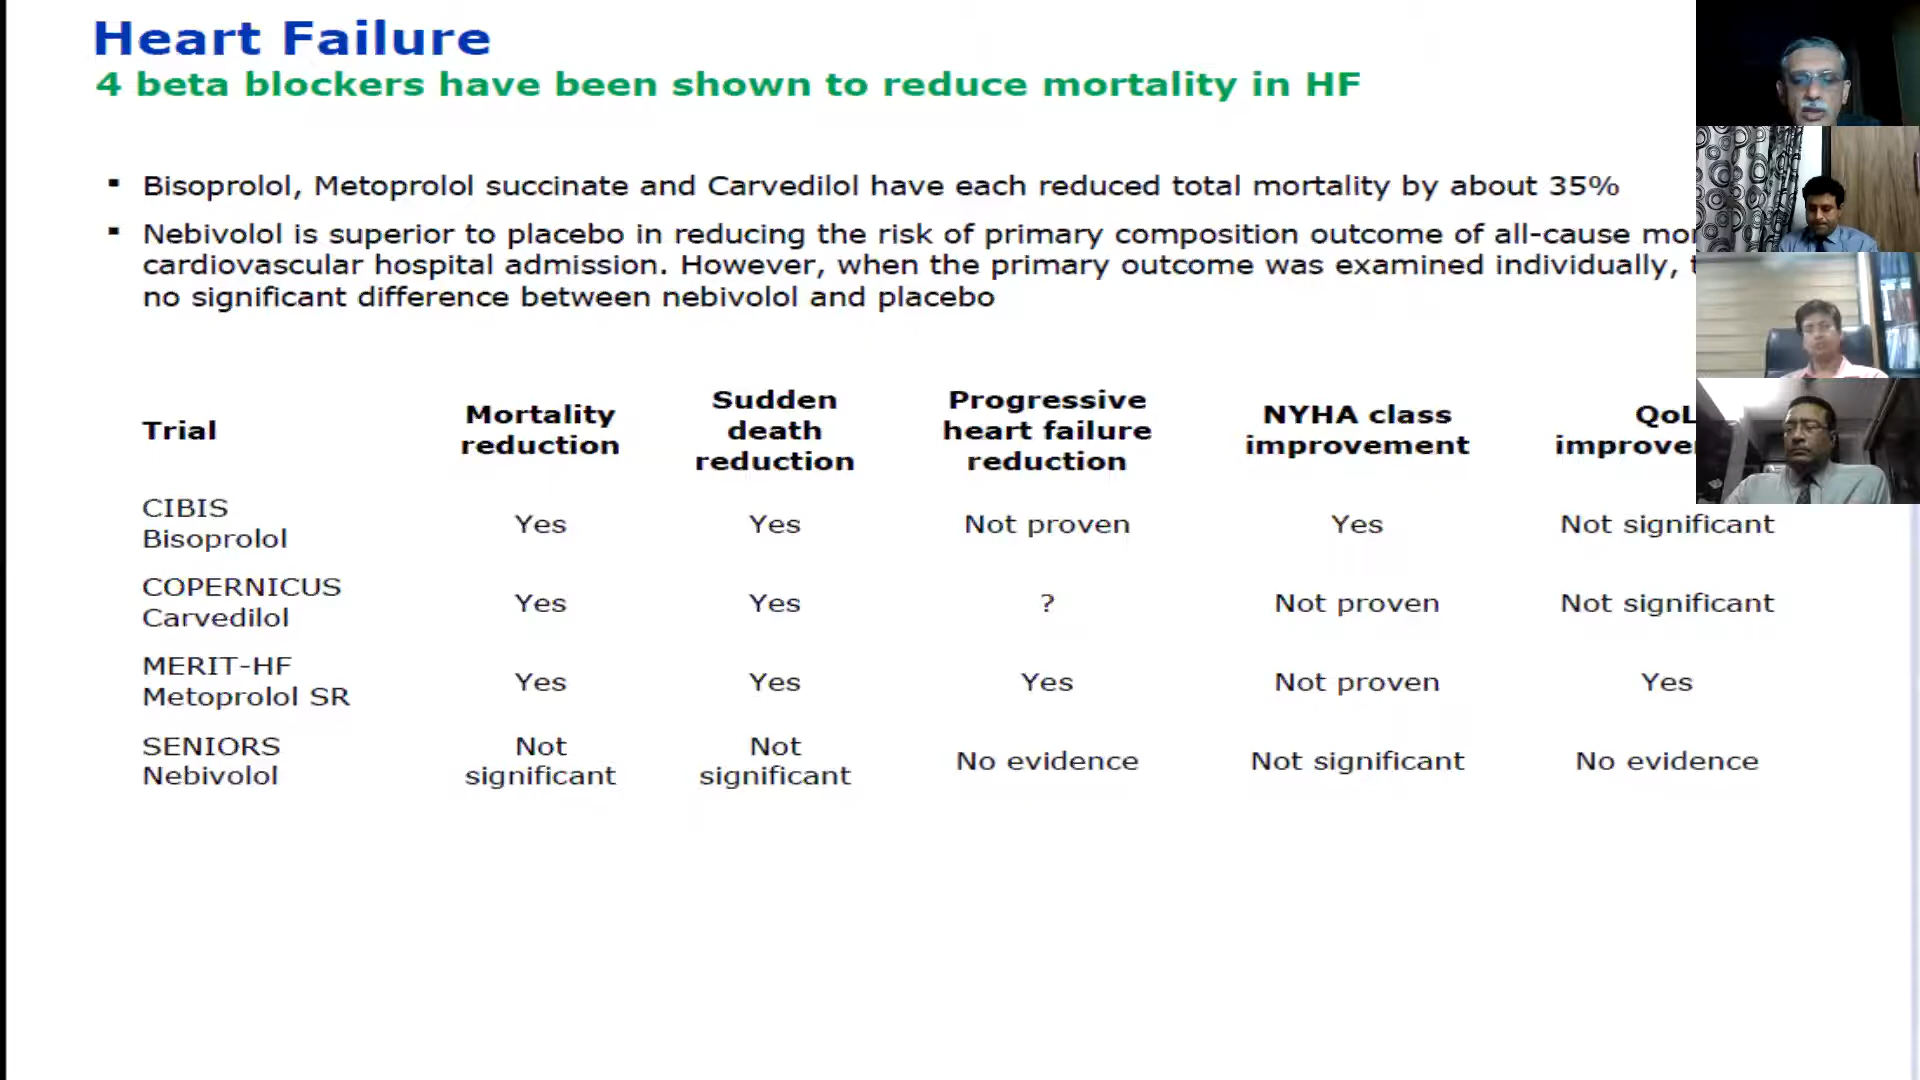 Heart Failure
4 beta blockers have been shown to reduce mortality in HF
▪ Bisoprolol, Metoprolol succinate and Carvedilol have each reduced total mortality by about 35%
▪ Nebivolol is superior to placebo in reducing the risk of primary composition outcome of all-cause
cardiovascular hospital admission. However, when the primary outcome was examined individually,
no significant difference between nebivolol and placebo
Trial
Mortality
reduction
Sudden
death
reduction
Progressive
heart failure
reduction
NYHA class
improvement
QoL
CIBIS
Bisoprolol
Yes
Yes
Not proven
Yes
Not significant
COPERNICUS
Carvedilol
Yes
Yes
?
Not proven
Not significant
MERIT-HF
Metoprolol SR
Yes
Yes
Yes
Not proven
Yes
SENIORS
Nebivolol
Not
significant
Not
significant
No evidence
Not significant
No evidence